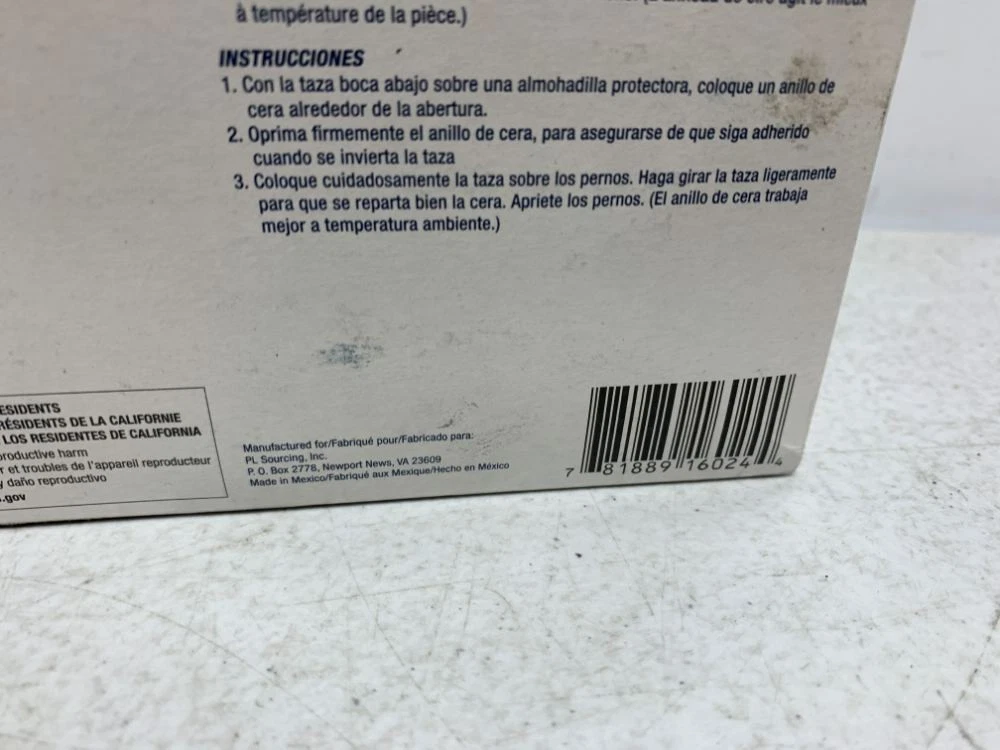 à température de la pièce.)
INSTRUCCIONES
1. Con la taza boca abajo sobre una almohadilla protectora, coloque un anillo de
cera alrededor de la abertura.
2. Oprima firmemente el anillo de cera, para asegurarse de que siga adherido
cuando se invierta la taza
3. Coloque cuidadosamente la taza sobre los pernos. Haga girar la taza ligeramente
para que se reparta bien la cera. Apriete los pernos. (El anillo de cera trabaja
mejor a temperatura ambiente.)
ESIDENTS
RÉSIDENTS DE LA CALIFORNIE
LOS RESIDENTES DE CALIFORNIA
productive harm
r et troubles de l'appareil reproducteur
y daño reproductivo
.gov
Manufactured for/Fabriqué pour/Fabricado para:
PL Sourcing, Inc.
P. O. Box 2778, Newport News, VA 23609
Made in Mexico/Fabriqué aux Mexique/Hecho en México
7 81889 16024 4